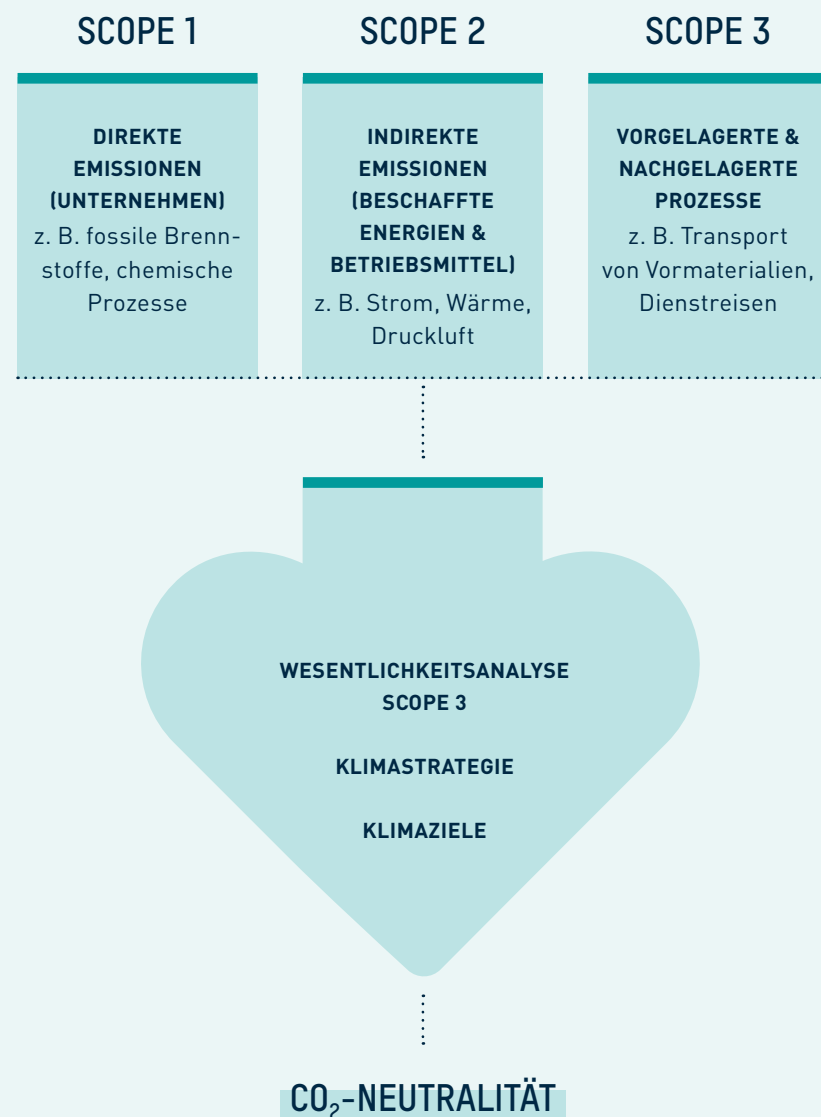 SCOPE 1
DIREKTE
EMISSIONEN
(UNTERNEHMEN)
z. B. fossile Brenn-
stoffe, chemische
Prozesse
SCOPE 2
INDIREKTE
EMISSIONEN
(BESCHAFFTE
ENERGIEN &
BETRIEBSMITTEL)
z. B. Strom, Wärme,
Druckluft
SCOPE 3
VORGELAGERTE &
NACHGELAGERTE
PROZESSE
z. B. Transport
von Vormaterialien,
Dienstreisen
WESENTLICHKEITSANALYSE
SCOPE 3
KLIMASTRATEGIE
KLIMAZIELE
CO₂-NEUTRALITÄT